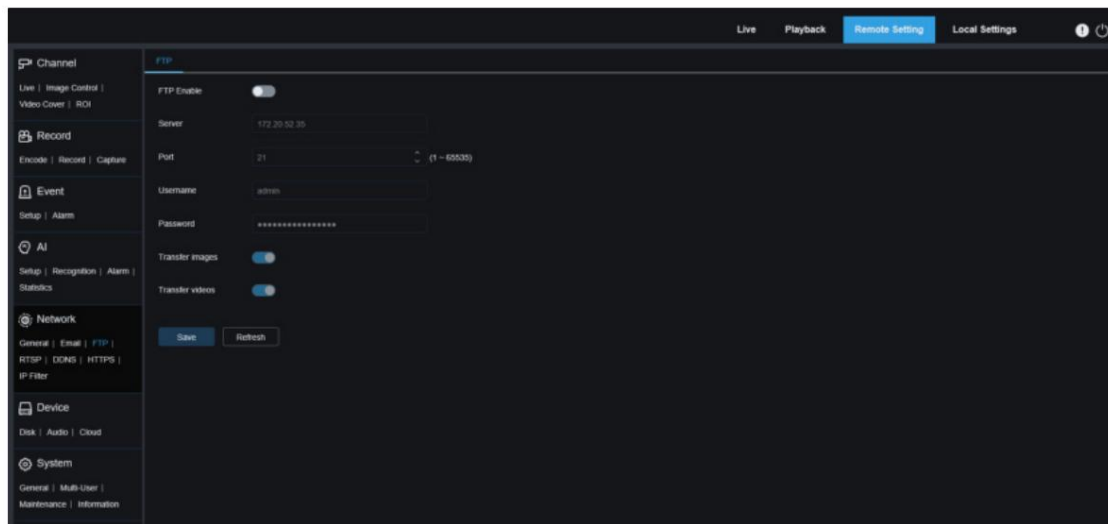 Live Playback Remote Setting Local Settings
Channel
Live | Image Control |
Video Cover | ROI
Record
Encode | Record | Capture
Event
Setup | Alarm
AI
Setup | Recognition | Alarm |
Statistics
Network
General | Email | FTP |
RTSP | DDNS | HTTPS |
IP Filter
Device
Disk | Audio | Cloud
System
General | Multi-User |
Maintenance | Information
FTP
FTP Enable
Server 172.20.52.35
Port 21 (1 ~ 65535)
Username admin
Password ****************
Transfer images
Transfer videos
Save Refresh